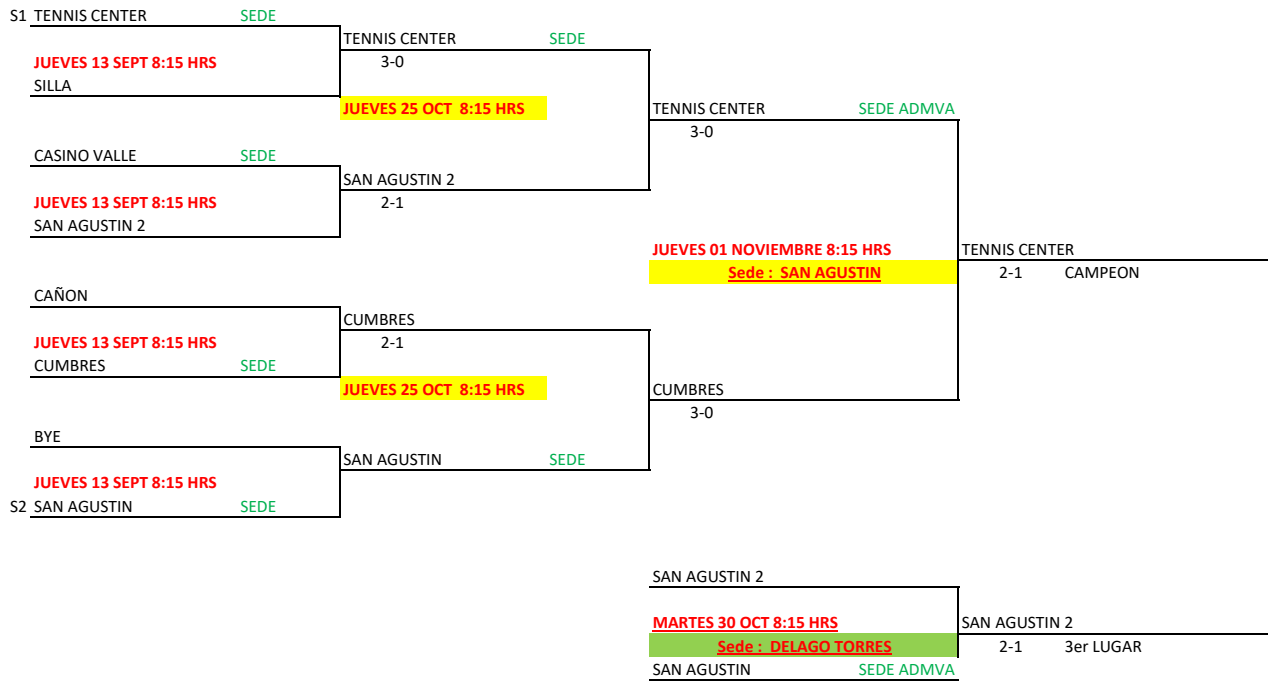 S1 TENNIS CENTER SEDE
TENNIS CENTER SEDE
JUEVES 13 SEPT 8:15 HRS
3-0
SILLA
JUEVES 25 OCT 8:15 HRS
TENNIS CENTER SEDE ADMVA
3-0
CASINO VALLE SEDE
SAN AGUSTIN 2
JUEVES 13 SEPT 8:15 HRS
2-1
SAN AGUSTIN 2
JUEVES 01 NOVIEMBRE 8:15 HRS
TENNIS CENTER
Sede : SAN AGUSTIN
2-1 CAMPEON
CAÑON
CUMBRES
JUEVES 13 SEPT 8:15 HRS
2-1
CUMBRES SEDE
JUEVES 25 OCT 8:15 HRS
CUMBRES
3-0
BYE
SAN AGUSTIN SEDE
JUEVES 13 SEPT 8:15 HRS
S2 SAN AGUSTIN SEDE
SAN AGUSTIN 2
MARTES 30 OCT 8:15 HRS
SAN AGUSTIN 2
Sede : DELAGO TORRES
2-1 3er LUGAR
SAN AGUSTIN SEDE ADMVA